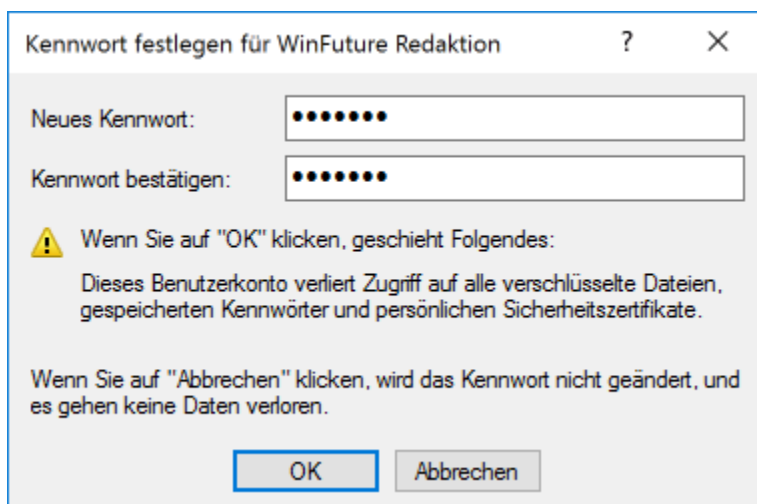 Kennwort festlegen für WinFuture Redaktion
Neues Kennwort:
Kennwort bestätigen:
Wenn Sie auf "OK" klicken, geschieht Folgendes:
Dieses Benutzerkonto verliert Zugriff auf alle verschlüsselte Dateien,
gespeicherten Kennwörter und persönlichen Sicherheitszertifikate.
Wenn Sie auf "Abbrechen" klicken, wird das Kennwort nicht geändert, und
es gehen keine Daten verloren.
OK Abbrechen